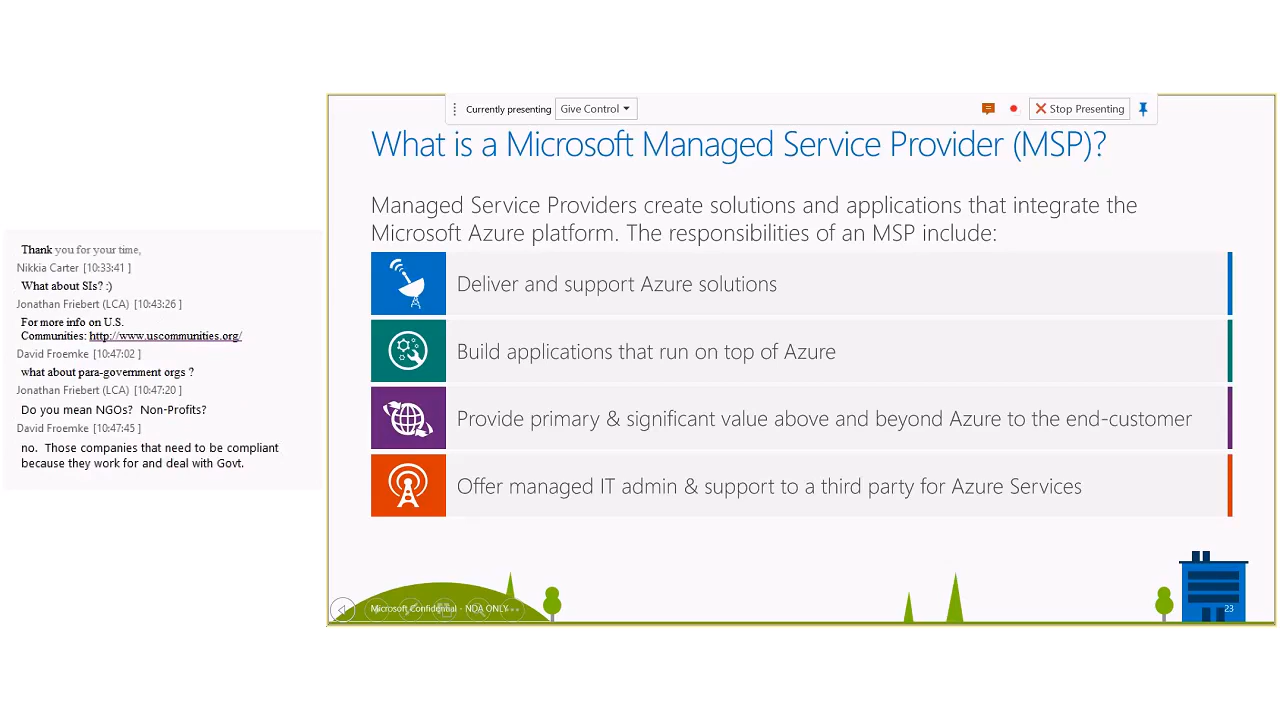 Thank you for your time,
Nikkia Carter [10:33:41 ]
What about SIs? :)
Jonathan Friebert (LCA) [10:43:26 ]
For more info on U.S.
Communities: http://www.uscommunities.org/
David Froemke [10:47:02 ]
what about para-government orgs ?
Jonathan Friebert (LCA) [10:47:20 ]
Do you mean NGOs?  Non-Profits?
David Froemke [10:47:45 ]
no.  Those companies that need to be compliant
because they work for and deal with Govt.
Currently presenting Give Control Stop Presenting
What is a Microsoft Managed Service Provider (MSP)?
Managed Service Providers create solutions and applications that integrate the
Microsoft Azure platform. The responsibilities of an MSP include:
Deliver and support Azure solutions
Build applications that run on top of Azure
Provide primary & significant value above and beyond Azure to the end-customer
Offer managed IT admin & support to a third party for Azure Services
Microsoft Confidential - NDA ONLY
23